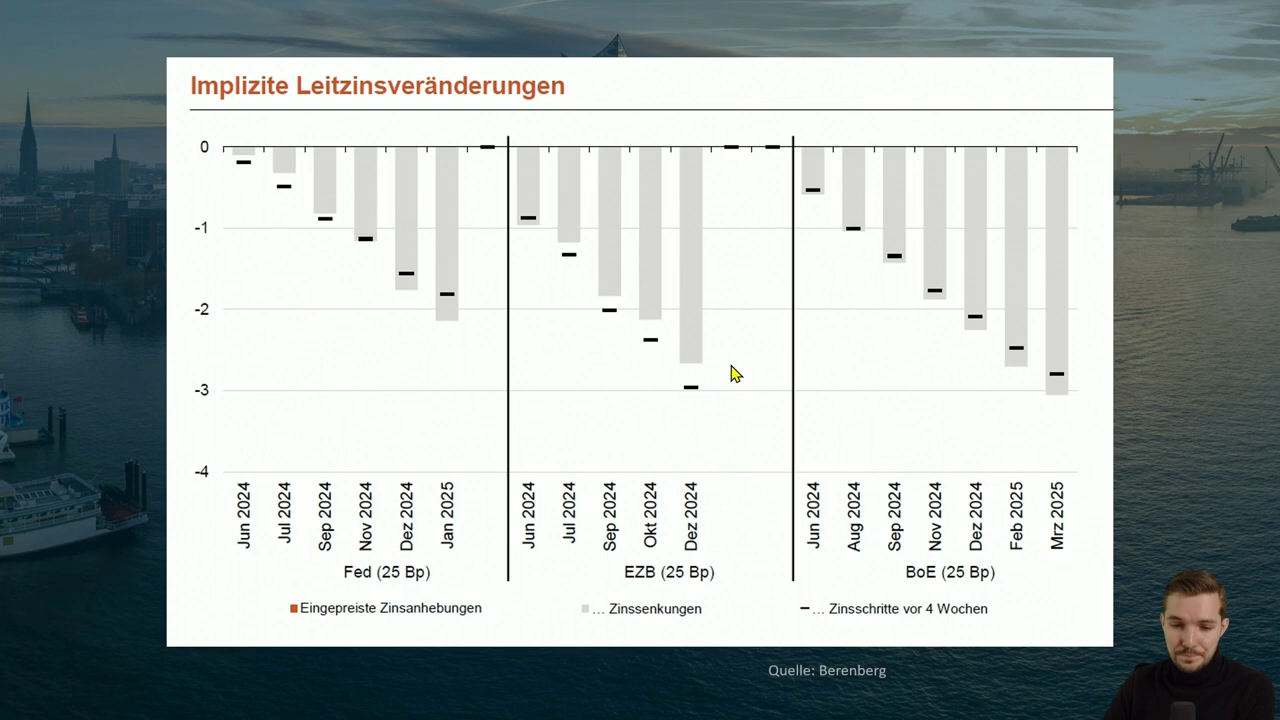 Implizite Leitzinsveränderungen
0
-1
-2
-3
-4
Jun 2024
Jul 2024
Sep 2024
Nov 2024
Dez 2024
Jan 2025
Jun 2024
Jul 2024
Sep 2024
Okt 2024
Dez 2024
Jun 2024
Aug 2024
Sep 2024
Nov 2024
Dez 2024
Feb 2025
Mrz 2025
Fed (25 Bp)
EZB (25 Bp)
BoE (25 Bp)
Eingepreiste Zinsanhebungen
... Zinssenkungen
... Zinsschritte vor 4 Wochen
Quelle: Berenberg